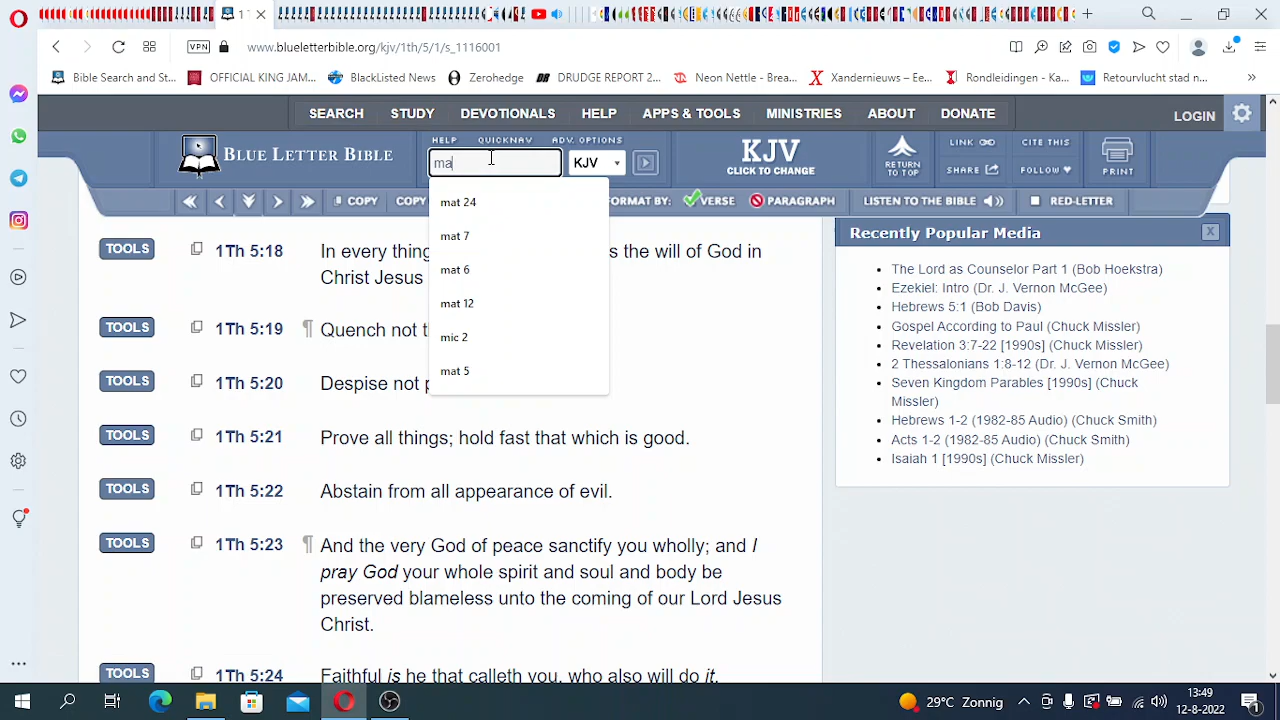 1
VPN
www.blueletterbible.org/kjv/1th/5/1/s_1116001
Bible Search and St...
OFFICIAL KING JAM...
BlackListed News
Zerohedge
DRUDGE REPORT 2...
Neon Nettle - Brea...
Xandernieuws – Ee...
Rondleidingen - Ka...
Retourvlucht stad n...
SEARCH
STUDY
DEVOTIONALS
HELP
APPS & TOOLS
MINISTRIES
ABOUT
DONATE
LOGIN
HELP
QUICKNAV
ADV. OPTIONS
BLUE LETTER BIBLE
ma
KJV
KJV
CLICK TO CHANGE
RETURN
TO TOP
LINK
CITE THIS
SHARE
FOLLOW
PRINT
COPY
COPY
FORMAT BY:
VERSE
PARAGRAPH
LISTEN TO THE BIBLE
RED-LETTER
mat 24
mat 7
mat 6
mat 12
mic 2
mat 5
TOOLS
1Th 5:18
In every thing
s the will of God in
Christ Jesus
TOOLS
1Th 5:19
¶ Quench not
TOOLS
1Th 5:20
Despise not
TOOLS
1Th 5:21
Prove all things; hold fast that which is good.
TOOLS
1Th 5:22
Abstain from all appearance of evil.
TOOLS
1Th 5:23
¶ And the very God of peace sanctify you wholly; and I
pray God your whole spirit and soul and body be
preserved blameless unto the coming of our Lord Jesus
Christ.
TOOLS
1Th 5:24
Faithful is he that calleth you, who also will do it.
Recently Popular Media
X
The Lord as Counselor Part 1 (Bob Hoekstra)
Ezekiel: Intro (Dr. J. Vernon McGee)
Hebrews 5:1 (Bob Davis)
Gospel According to Paul (Chuck Missler)
Revelation 3:7-22 [1990s] (Chuck Missler)
2 Thessalonians 1:8-12 (Dr. J. Vernon McGee)
Seven Kingdom Parables [1990s] (Chuck
Missler)
Hebrews 1-2 (1982-85 Audio) (Chuck Smith)
Acts 1-2 (1982-85 Audio) (Chuck Smith)
Isaiah 1 [1990s] (Chuck Missler)
29°C Zonnig
13:49
12-8-2022
1